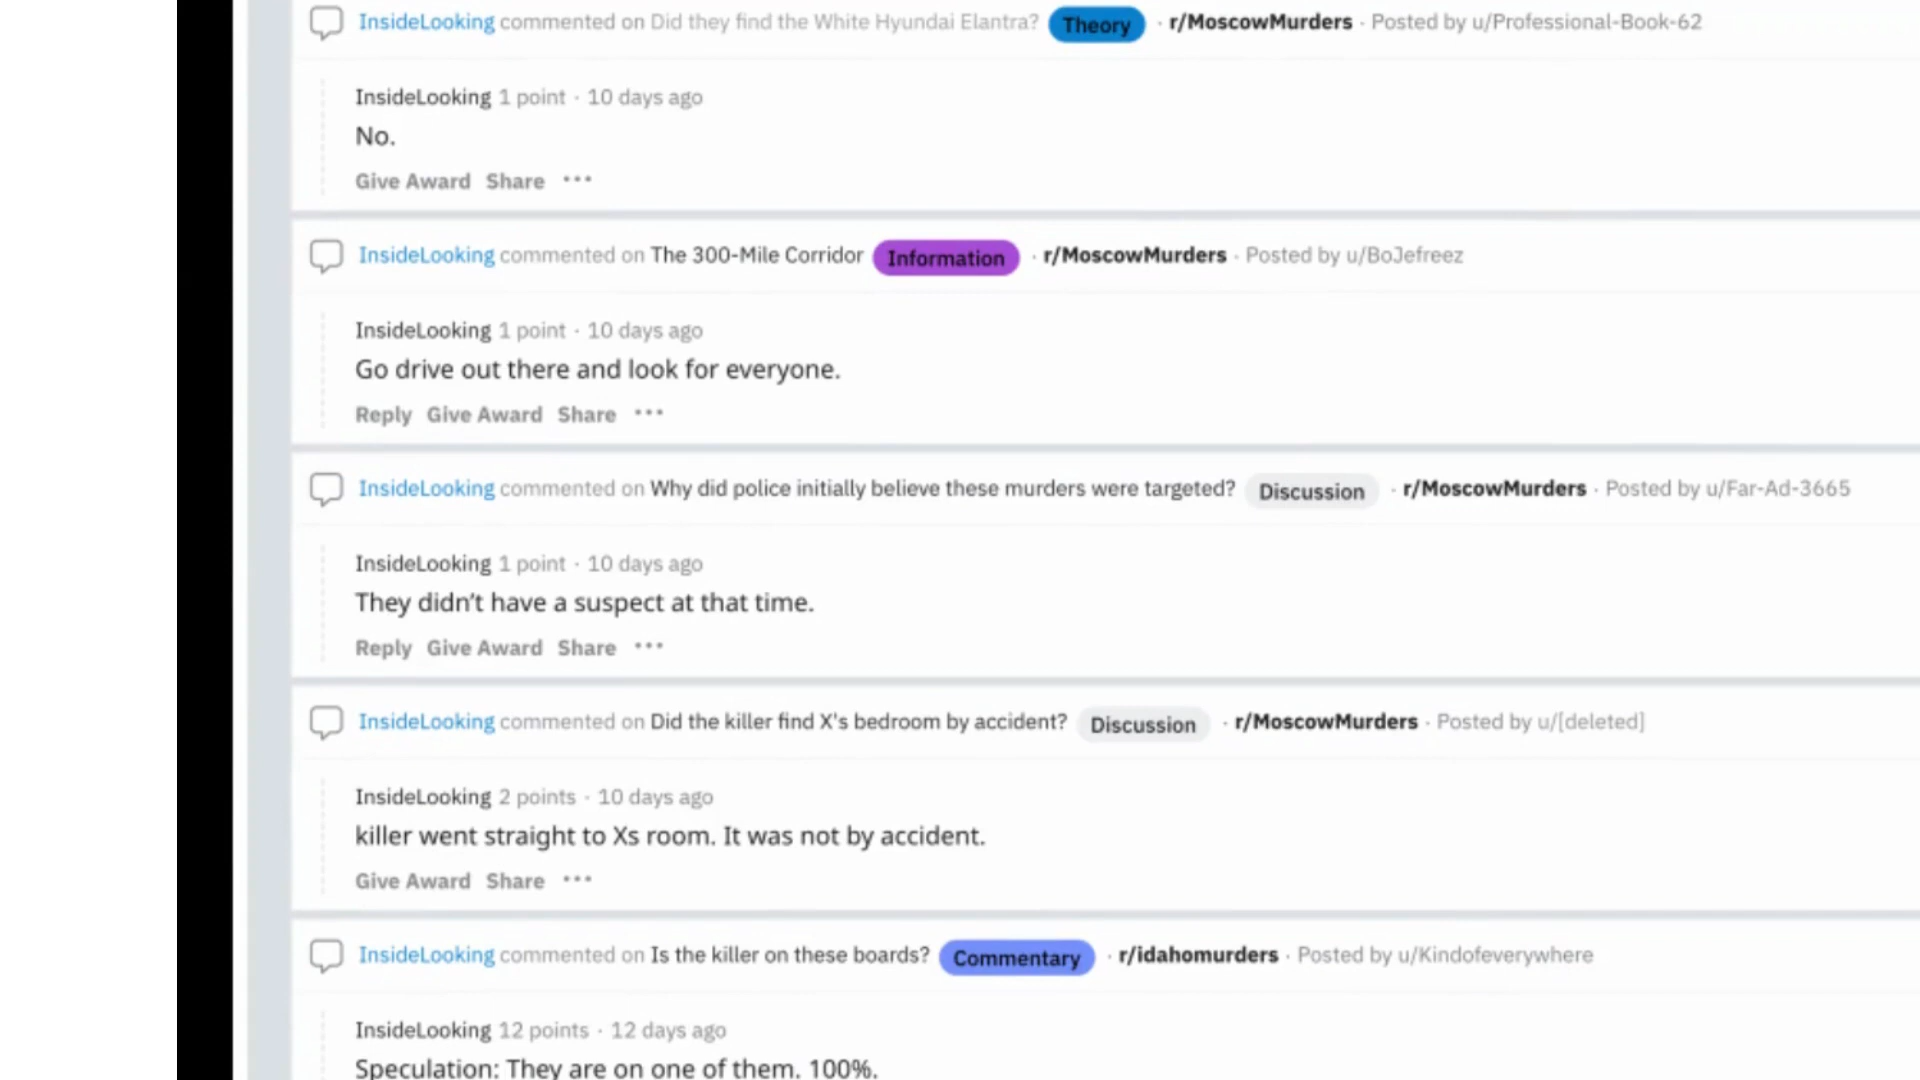 InsideLooking commented on Did they find the White Hyundai Elantra? Theory · r/MoscowMurders · Posted by u/Professional-Book-62
InsideLooking 1 point · 10 days ago
No.
Give Award Share ···
InsideLooking commented on The 300-Mile Corridor Information · r/MoscowMurders · Posted by u/BoJefreez
InsideLooking 1 point · 10 days ago
Go drive out there and look for everyone.
Reply Give Award Share ···
InsideLooking commented on Why did police initially believe these murders were targeted? Discussion · r/MoscowMurders · Posted by u/Far-Ad-3665
InsideLooking 1 point · 10 days ago
They didn’t have a suspect at that time.
Reply Give Award Share ···
InsideLooking commented on Did the killer find X's bedroom by accident? Discussion · r/MoscowMurders · Posted by u/[deleted]
InsideLooking 2 points · 10 days ago
killer went straight to Xs room. It was not by accident.
Give Award Share ···
InsideLooking commented on Is the killer on these boards? Commentary · r/idahomurders · Posted by u/Kindofeverywhere
InsideLooking 12 points · 12 days ago
Speculation: They are on one of them. 100%.